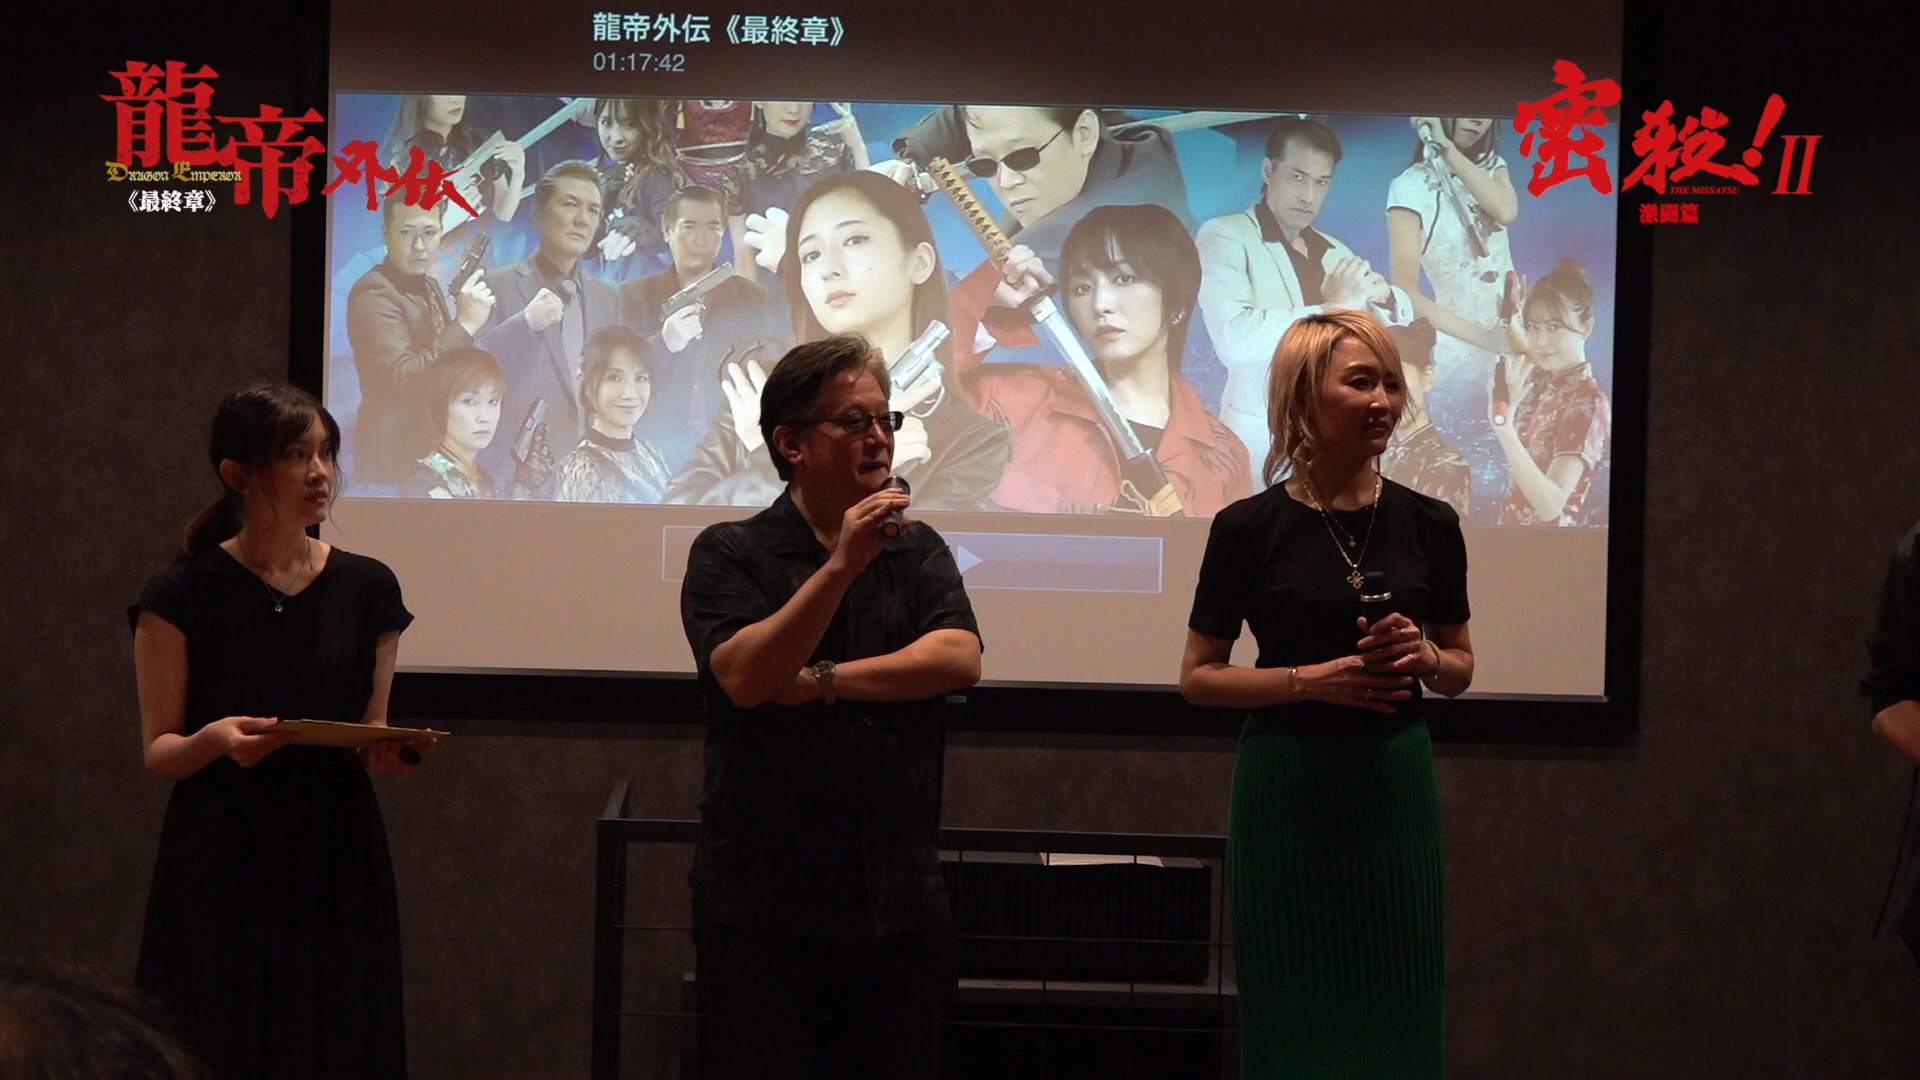 龍帝外伝《最終章》
01:17:42
龍帝外伝
DRAGON EMPEROR
《最終章》
密殺!II
THE MISSATSU
激闘篇